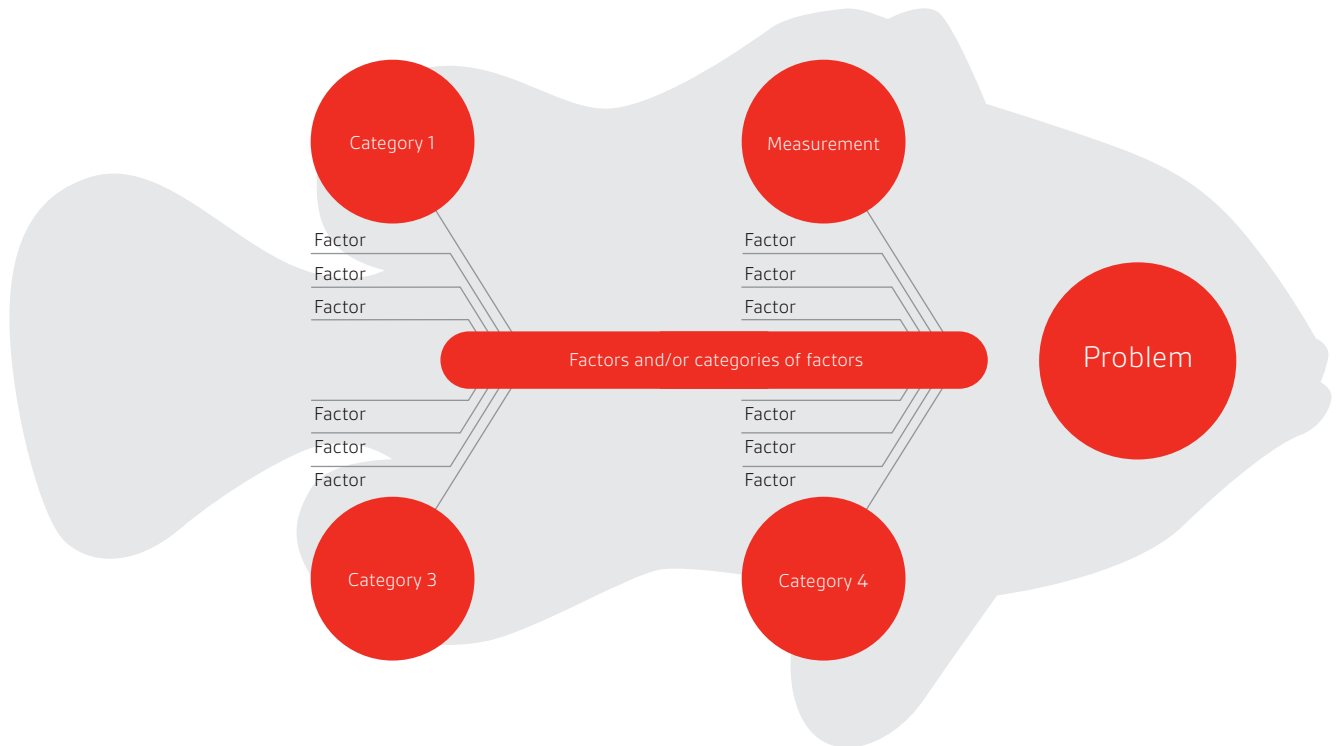 Category 1
Measurement
Factor
Factor
Factor
Factor
Factor
Factor
Factors and/or categories of factors
Problem
Factor
Factor
Factor
Factor
Factor
Factor
Category 3
Category 4